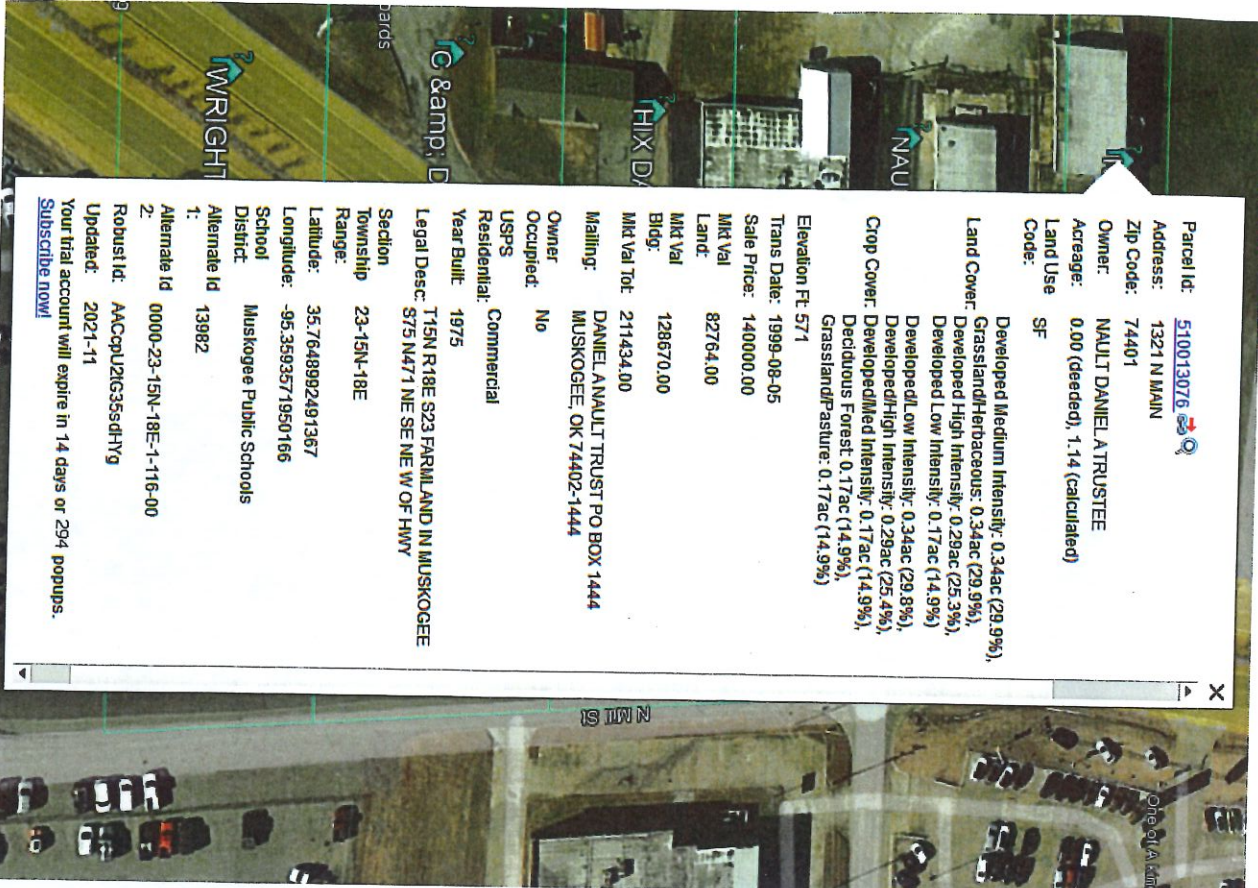 Parcel Id: 5100113076
Address: 1321 N MAIN
Zip Code: 74401
Owner: NAULT DANIEL A TRUSTEE
Acreage: 0.00 (deeded), 1.14 (calculated)
Land Use Code: SF
Land Cover: Developed Medium Intensity: 0.34ac (29.9%),
Grassland/Herbaceous: 0.34ac (29.9%),
Developed High Intensity: 0.29ac (25.3%),
Developed Low Intensity: 0.17ac (14.9%)
Crop Cover: Developed/Low Intensity: 0.34ac (29.8%),
Developed/High Intensity: 0.29ac (25.4%),
Developed/Med Intensity: 0.17ac (14.9%),
Deciduous Forest: 0.17ac (14.9%),
Grassland/Pasture: 0.17ac (14.9%)
Elevation Ft: 571
Trans Date: 1999-08-05
Sale Price: 140000.00
Mkt Val Land: 82764.00
Mkt Val Bldg: 128670.00
Mkt Val Tot: 211434.00
Mailing: DANIEL A NAULT TRUST PO BOX 1444
MUSKOGEE, OK 74402-1444
Owner Occupied: No
USPS Residential: Commercial
Year Built: 1975
Legal Desc: T15N R18E S23 FARMLAND IN MUSKOGEE
S75 N471 NE SE NE W OF HWY
Section Township Range: 23-15N-18E
Latitude: 35.7648992491367
Longitude: -95.3593571950166
School District: Muskogee Public Schools
Alternate Id 1: 13982
Alternate Id 2: 0000-23-15N-18E-1-116-00
Robust Id: AACcpU2tG35sdHYg
Updated: 2021-11
Your trial account will expire in 14 days or 294 popups.
Subscribe now!
NAU
HIX DA
C &amp; D
pards
WRIGHT
N Mill St
One of A Kin